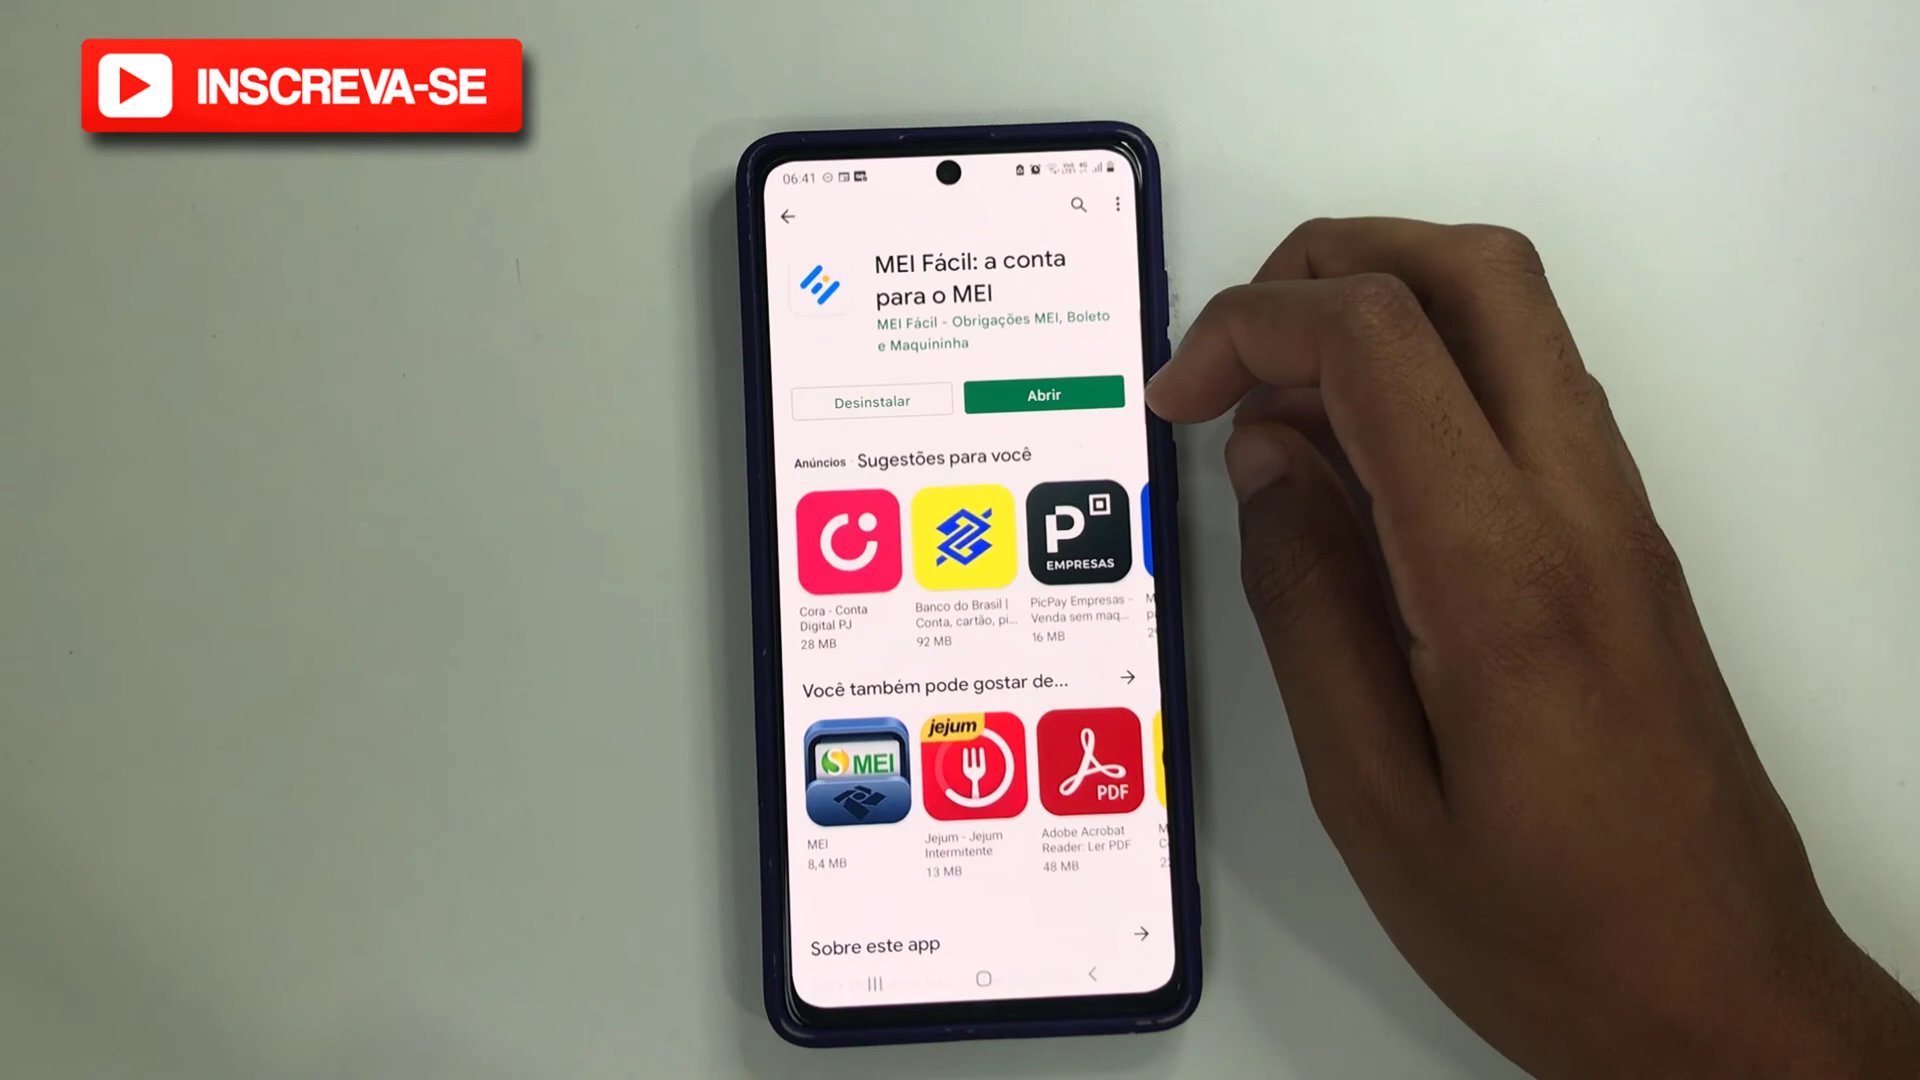 INSCREVA-SE
06:41
MEI Fácil: a conta
para o MEI
MEI Fácil - Obrigações MEI, Boleto
e Maquininha
Desinstalar
Abrir
Anúncios · Sugestões para você
P
EMPRESAS
Cora - Conta
Digital PJ
28 MB
Banco do Brasil |
Conta, cartão, pi...
92 MB
PicPay Empresas -
Venda sem maq...
16 MB
Você também pode gostar de...
MEI
jejum
PDF
MEI
8,4 MB
Jejum - Jejum
Intermitente
13 MB
Adobe Acrobat
Reader: Ler PDF
48 MB
Sobre este app